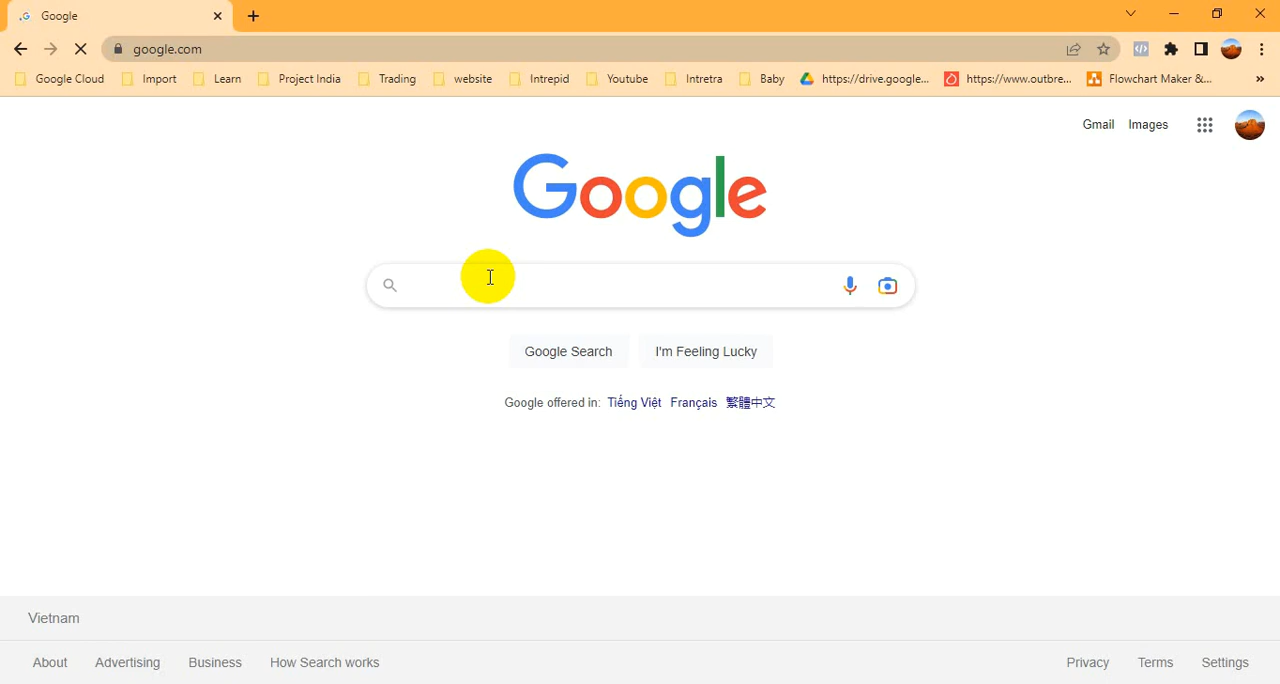 Google
google.com
Google Cloud Import Learn Project India Trading website Intrepid Youtube Intretra Baby https://drive.google... https://www.outbre... Flowchart Maker &... »
Gmail Images
Google
Google Search I'm Feeling Lucky
Google offered in: Tiếng Việt Français 繁體中文
Vietnam
About Advertising Business How Search works Privacy Terms Settings